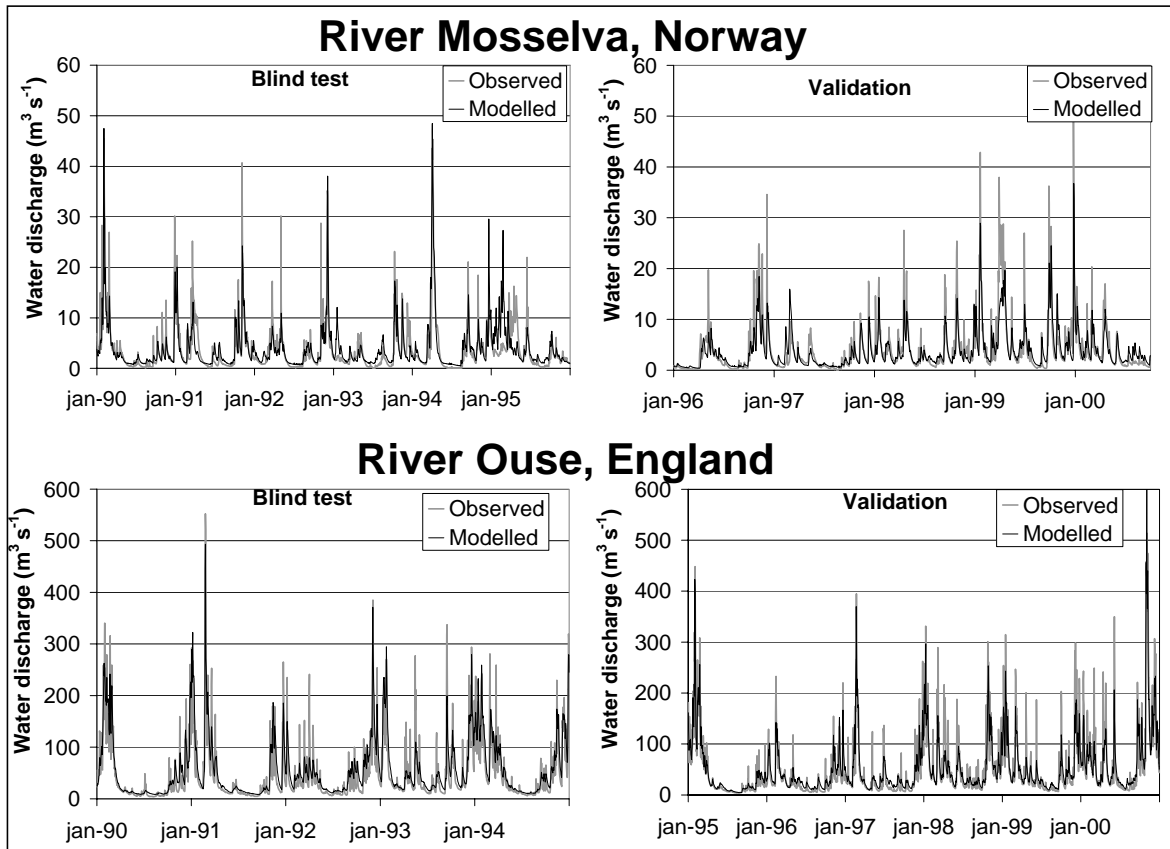 River Mosselva, Norway
Blind test
Observed
Modelled
Water discharge (m³ s⁻¹)
60
50
40
30
20
10
0
jan-90 jan-91 jan-92 jan-93 jan-94 jan-95
Validation
Observed
Modelled
Water discharge (m³ s⁻¹)
60
50
40
30
20
10
0
jan-96 jan-97 jan-98 jan-99 jan-00
River Ouse, England
Blind test
Observed
Modelled
Water discharge (m³ s⁻¹)
600
500
400
300
200
100
0
jan-90 jan-91 jan-92 jan-93 jan-94
Validation
Observed
Modelled
Water discharge (m³ s⁻¹)
600
500
400
300
200
100
0
jan-95 jan-96 jan-97 jan-98 jan-99 jan-00